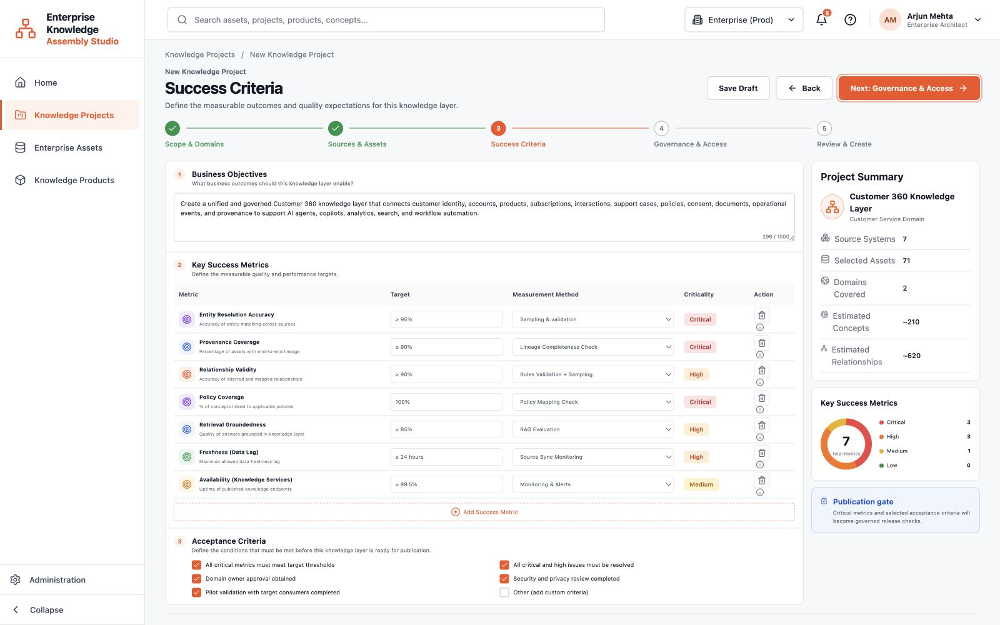 Enterprise
Knowledge
Assembly Studio
Search assets, projects, products, concepts...
Enterprise (Prod)
5
AM
Arjun Mehta
Enterprise Architect
Home
Knowledge Projects
Enterprise Assets
Knowledge Products
Administration
Collapse
Knowledge Projects / New Knowledge Project
New Knowledge Project
Success Criteria
Define the measurable outcomes and quality expectations for this knowledge layer.
Save Draft
Back
Next: Governance & Access
Scope & Domains
Sources & Assets
3
Success Criteria
4
Governance & Access
5
Review & Create
1
Business Objectives
What business outcomes should this knowledge layer enable?
Create a unified and governed Customer 360 knowledge layer that connects customer identity, accounts, products, subscriptions, interactions, support cases, policies, consent, documents, operational
events, and provenance to support AI agents, copilots, analytics, search, and workflow automation.
296 / 1000
2
Key Success Metrics
Define the measurable quality and performance targets.
Metric Target Measurement Method Criticality Action
Entity Resolution Accuracy
Accuracy of entity matching across sources
≥ 95%
Sampling & validation
Critical
Provenance Coverage
Percentage of assets with end-to-end lineage
≥ 90%
Lineage Completeness Check
Critical
Relationship Validity
Accuracy of inferred and mapped relationships
≥ 90%
Rules Validation + Sampling
High
Policy Coverage
% of concepts linked to applicable policies
100%
Policy Mapping Check
Critical
Retrieval Groundedness
Quality of answers grounded in knowledge layer
≥ 85%
RAG Evaluation
High
Freshness (Data Lag)
Maximum allowed data freshness lag
≤ 24 hours
Source Sync Monitoring
High
Availability (Knowledge Services)
Uptime of published knowledge endpoints
≥ 99.5%
Monitoring & Alerts
Medium
Add Success Metric
3
Acceptance Criteria
Define the conditions that must be met before this knowledge layer is ready for publication.
All critical metrics must meet target thresholds
All critical and high issues must be resolved
Domain owner approval obtained
Security and privacy review completed
Pilot validation with target consumers completed
Other (add custom criteria)
Project Summary
Customer 360 Knowledge
Layer
Customer Service Domain
Source Systems 7
Selected Assets 71
Domains
Covered
2
Estimated
Concepts
~210
Estimated
Relationships
~620
Key Success Metrics
7
Total Metrics
Critical 3
High 3
Medium 1
Low 0
Publication gate
Critical metrics and selected acceptance criteria will
become governed release checks.